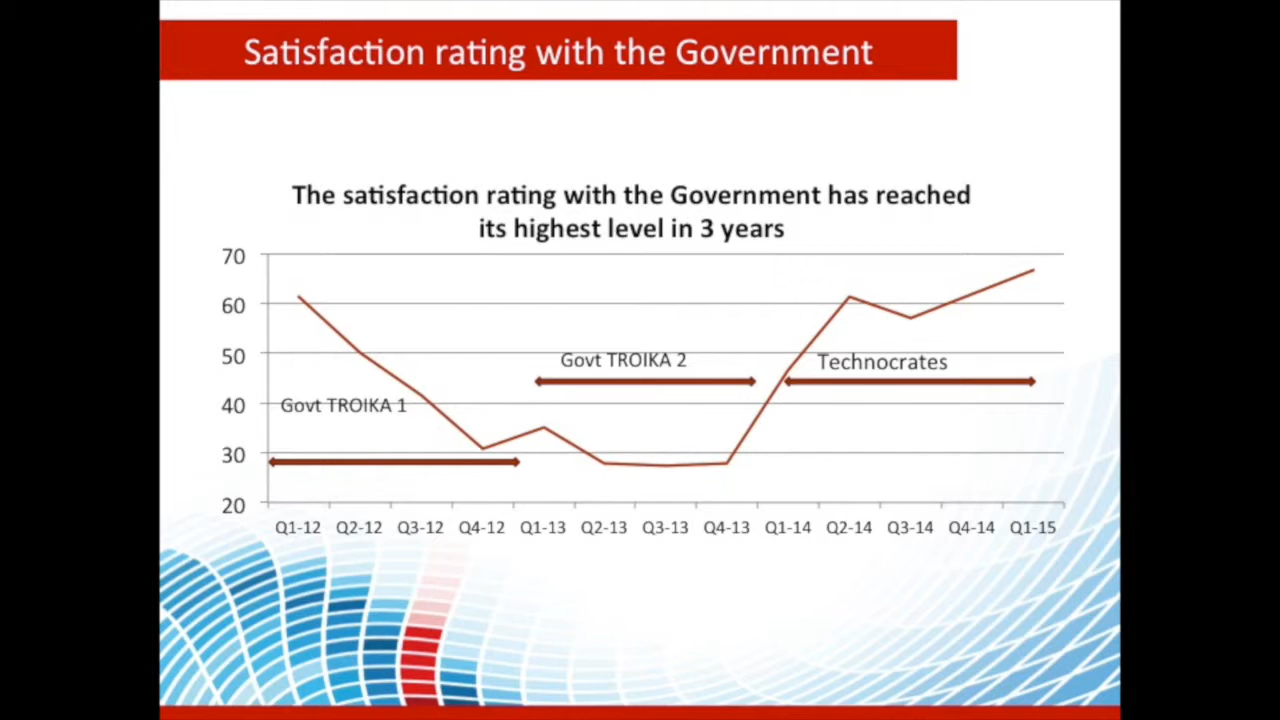 Satisfaction rating with the Government
The satisfaction rating with the Government has reached
its highest level in 3 years
70
60
50
40
30
20
Govt TROIKA 1
Govt TROIKA 2
Technocrates
Q1-12 Q2-12 Q3-12 Q4-12 Q1-13 Q2-13 Q3-13 Q4-13 Q1-14 Q2-14 Q3-14 Q4-14 Q1-15